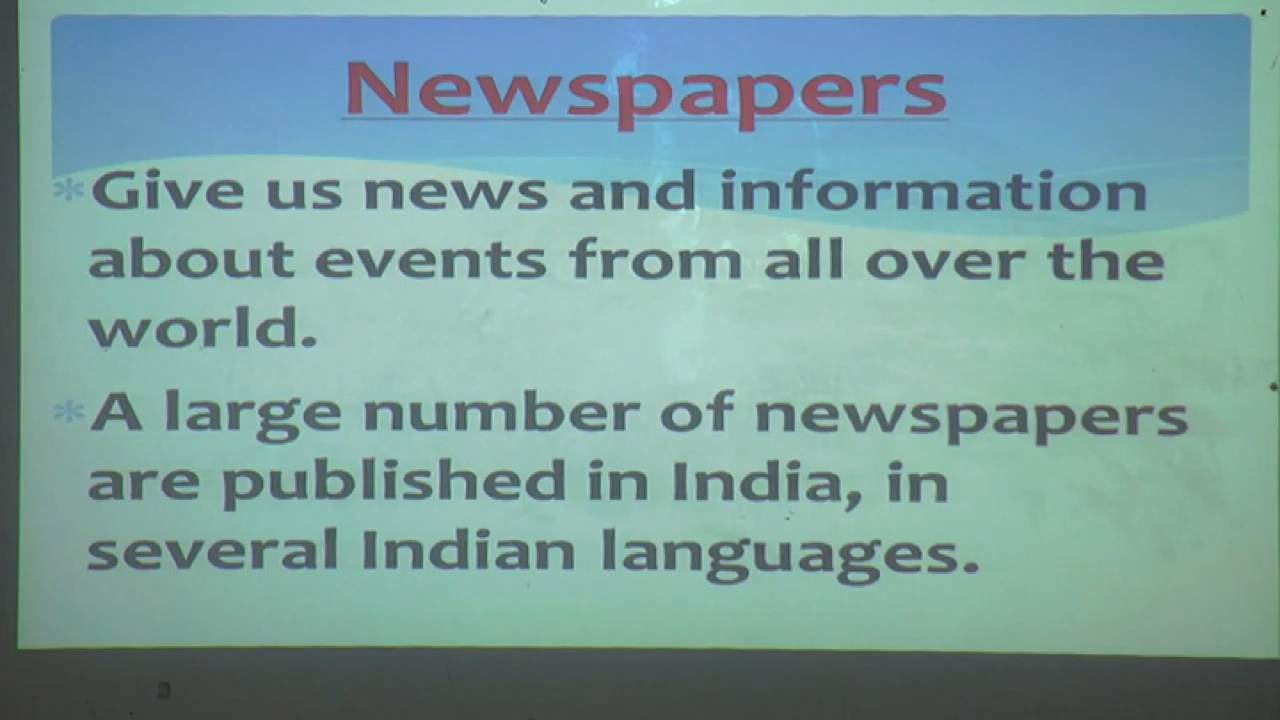 Newspapers
*Give us news and information
about events from all over the
world.
*A large number of newspapers
are published in India, in
several Indian languages.